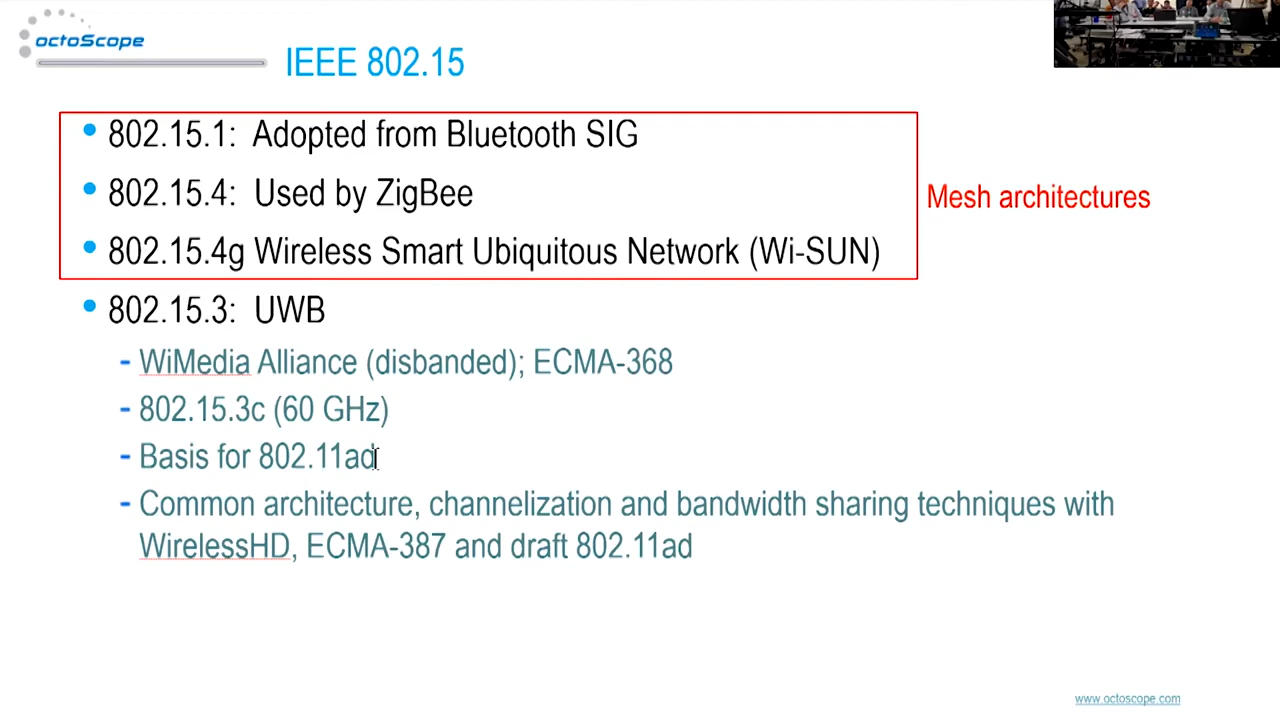 octoScope
IEEE 802.15
802.15.1: Adopted from Bluetooth SIG
802.15.4: Used by ZigBee
802.15.4g Wireless Smart Ubiquitous Network (Wi-SUN)
Mesh architectures
802.15.3: UWB
- WiMedia Alliance (disbanded); ECMA-368
- 802.15.3c (60 GHz)
- Basis for 802.11ad
- Common architecture, channelization and bandwidth sharing techniques with
WirelessHD, ECMA-387 and draft 802.11ad
www.octoscope.com